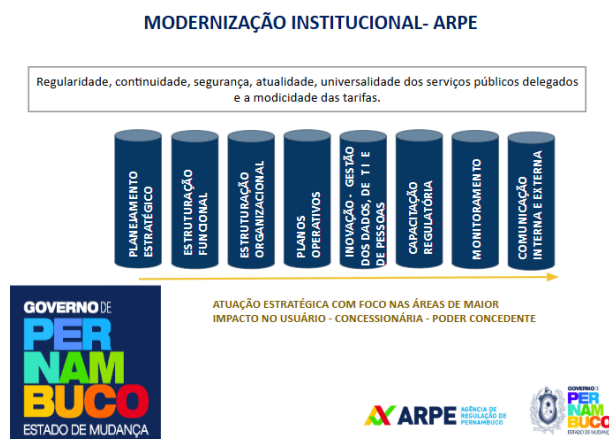 MODERNIZAÇÃO INSTITUCIONAL- ARPE
Regularidade, continuidade, segurança, atualidade, universalidade dos serviços públicos delegados
e a modicidade das tarifas.
PLANEJAMENTO
ESTRATÉGICO
ESTRUTURAÇÃO
FUNCIONAL
ESTRUTURAÇÃO
ORGANIZACIONAL
PLANOS
OPERATIVOS
INOVAÇÃO - GESTÃO
DOS DADOS, DE T I E
DE PESSOAS
CAPACITAÇÃO
REGULATÓRIA
MONITORAMENTO
COMUNICAÇÃO
INTERNA E EXTERNA
ATUAÇÃO ESTRATÉGICA COM FOCO NAS ÁREAS DE MAIOR
IMPACTO NO USUÁRIO - CONCESSIONÁRIA - PODER CONCEDENTE
GOVERNO DE
PER
NAM
BUCO
ESTADO DE MUDANÇA
ARPE
AGÊNCIA DE
REGULAÇÃO DE
PERNAMBUCO
GOVERNO DE
PER
NAM
BUCO
ESTADO DE MUDANÇA